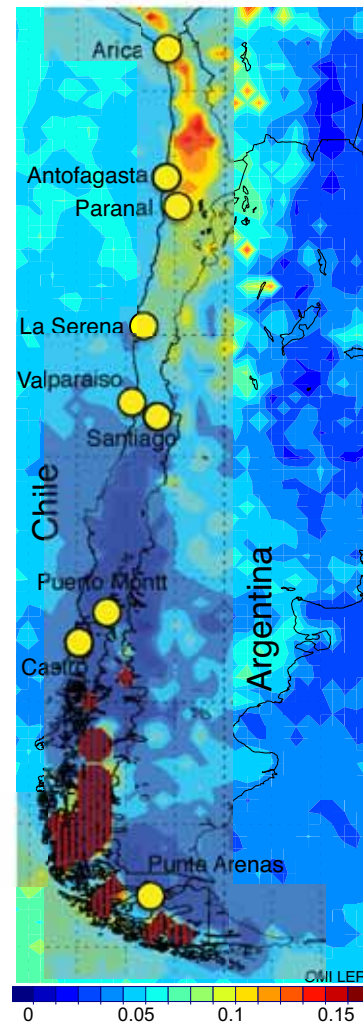 Arica
Antofagasta
Paranal
La Serena
Valparaiso
Santiago
Chile
Argentina
Puerto Montt
Castro
Punta Arenas
OMI LER
0 0.05 0.1 0.15